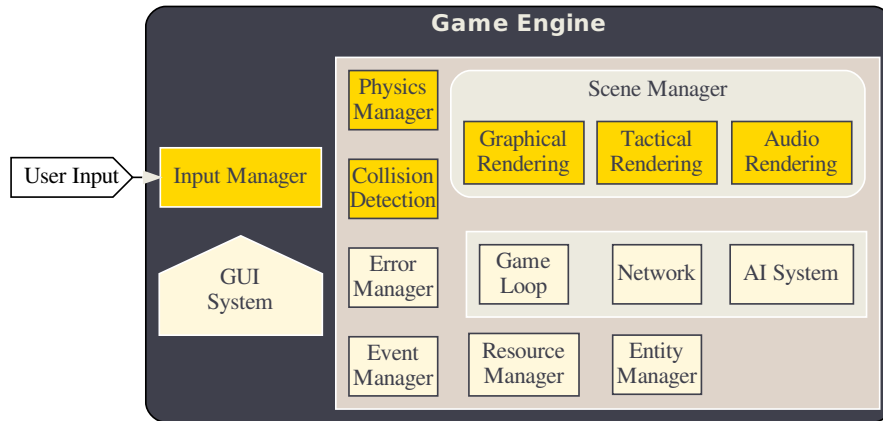 Game Engine
User Input
Input Manager
GUI
System
Physics
Manager
Collision
Detection
Error
Manager
Event
Manager
Scene Manager
Graphical
Rendering
Tactical
Rendering
Audio
Rendering
Game
Loop
Network
AI System
Resource
Manager
Entity
Manager